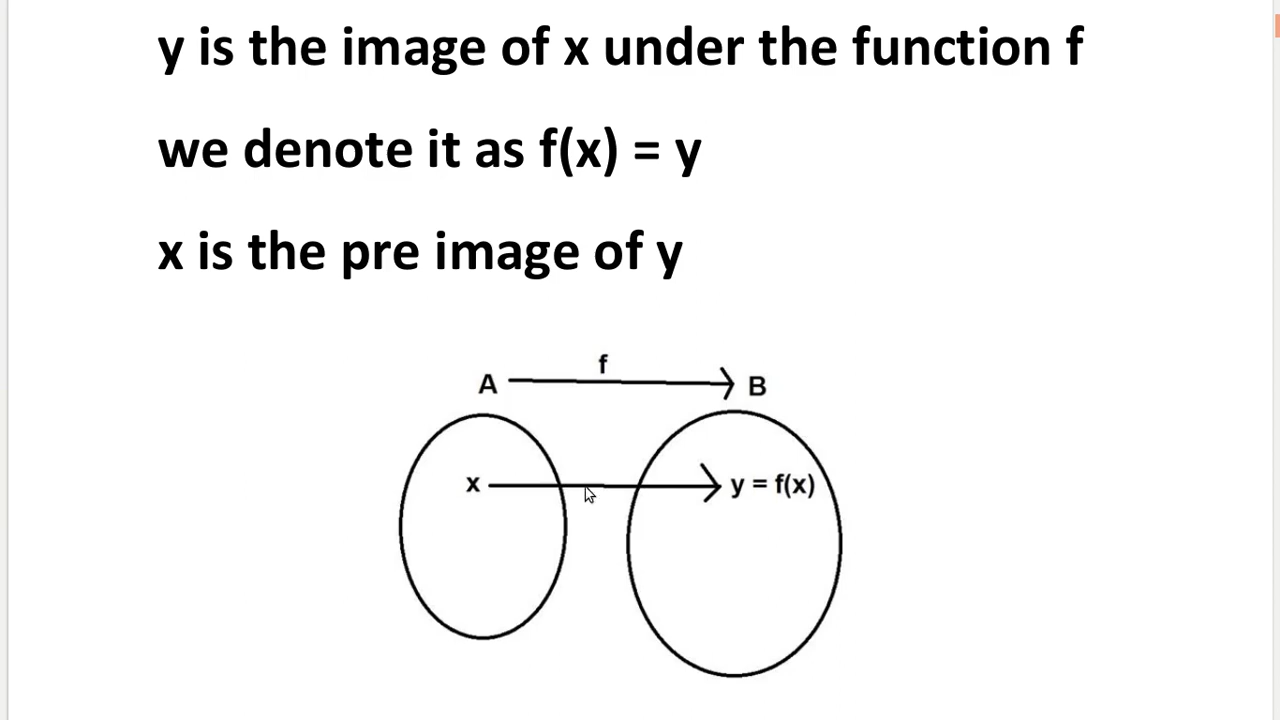 y is the image of x under the function f
we denote it as f(x) = y
x is the pre image of y
f
A B
x y = f(x)